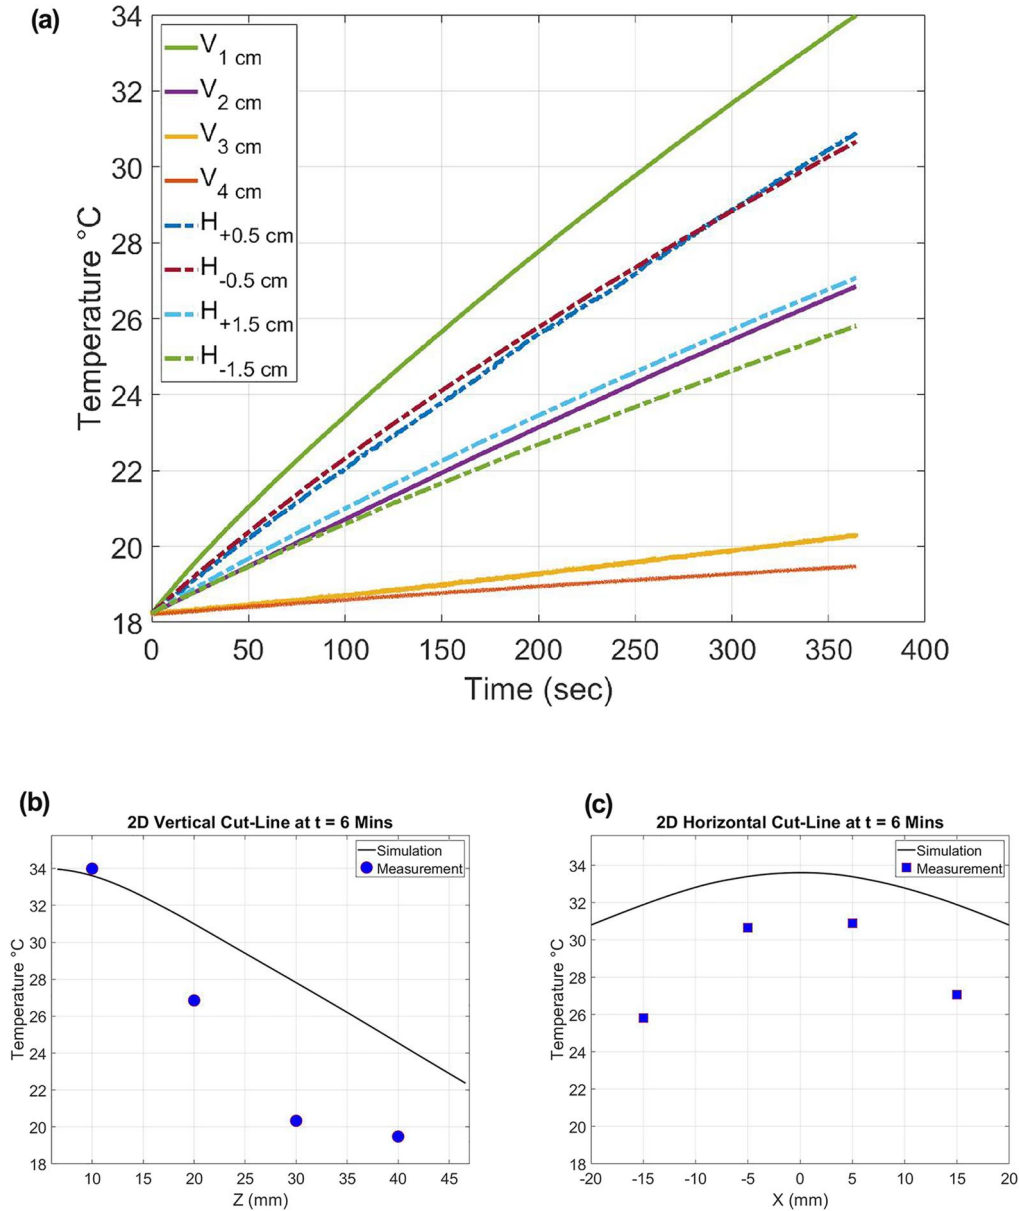 (a)
34
32
30
28
26
24
22
20
18
Temperature °C
V 1 cm
V 2 cm
V 3 cm
V 4 cm
H +0.5 cm
H -0.5 cm
H +1.5 cm
H -1.5 cm
0 50 100 150 200 250 300 350 400
Time (sec)
(b)
2D Vertical Cut-Line at t = 6 Mins
Simulation
Measurement
34
32
30
28
26
24
22
20
18
Temperature °C
10 15 20 25 30 35 40 45
Z (mm)
(c)
2D Horizontal Cut-Line at t = 6 Mins
Simulation
Measurement
34
32
30
28
26
24
22
20
18
Temperature °C
-20 -15 -10 -5 0 5 10 15 20
X (mm)